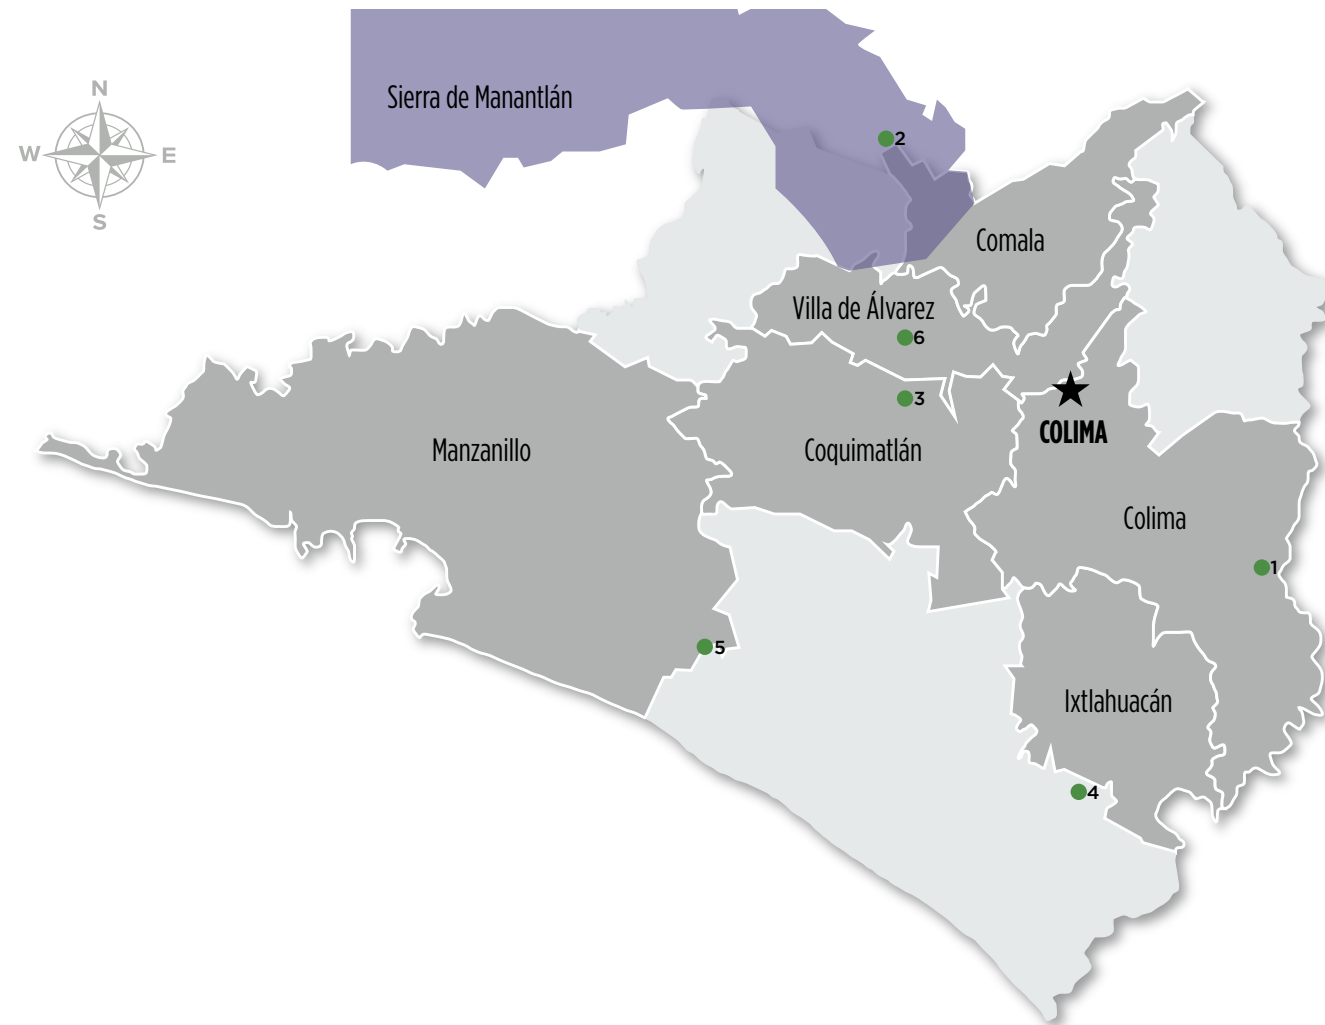 N
W
E
S
Sierra de Manantlán
2
Comala
Villa de Álvarez
6
3
COLIMA
Manzanillo
Coquimatlán
Colima
1
5
Ixtlahuacán
4